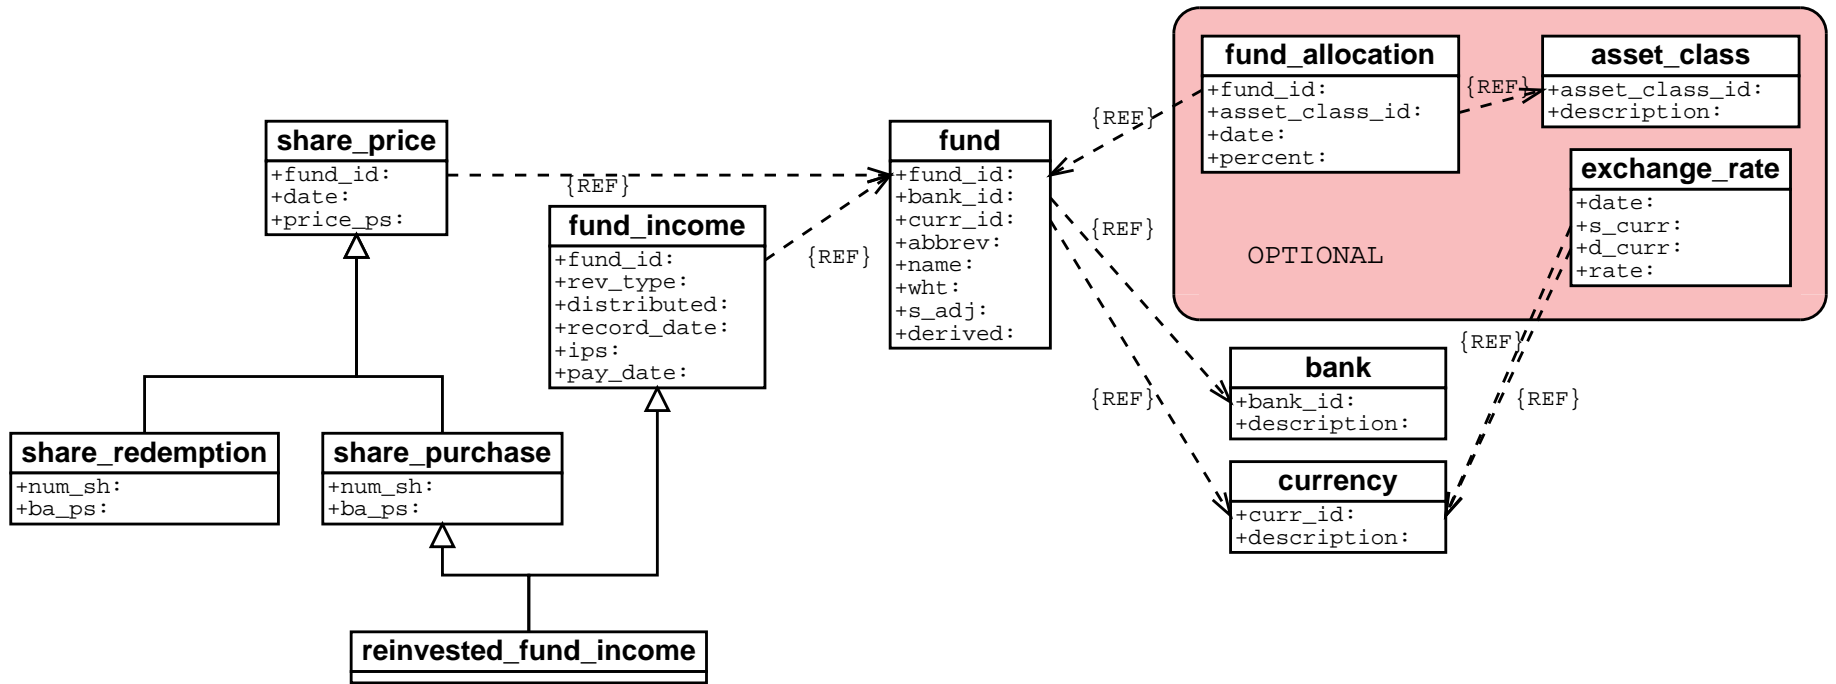 fund_allocation
+fund_id:
+asset_class_id:
+date:
+percent:
{REF}
asset_class
+asset_class_id:
+description:
{REF}
share_price
+fund_id:
+date:
+price_ps:
{REF}
fund
+fund_id:
+bank_id:
+curr_id:
+abbrev:
+name:
+wht:
+s_adj:
+derived:
exchange_rate
+date:
+s_curr:
+d_curr:
+rate:
fund_income
+fund_id:
+rev_type:
+distributed:
+record_date:
+ips:
+pay_date:
{REF}
{REF}
OPTIONAL
{REF}
bank
+bank_id:
+description:
{REF}
{REF}
share_redemption
+num_sh:
+ba_ps:
share_purchase
+num_sh:
+ba_ps:
currency
+curr_id:
+description:
reinvested_fund_income